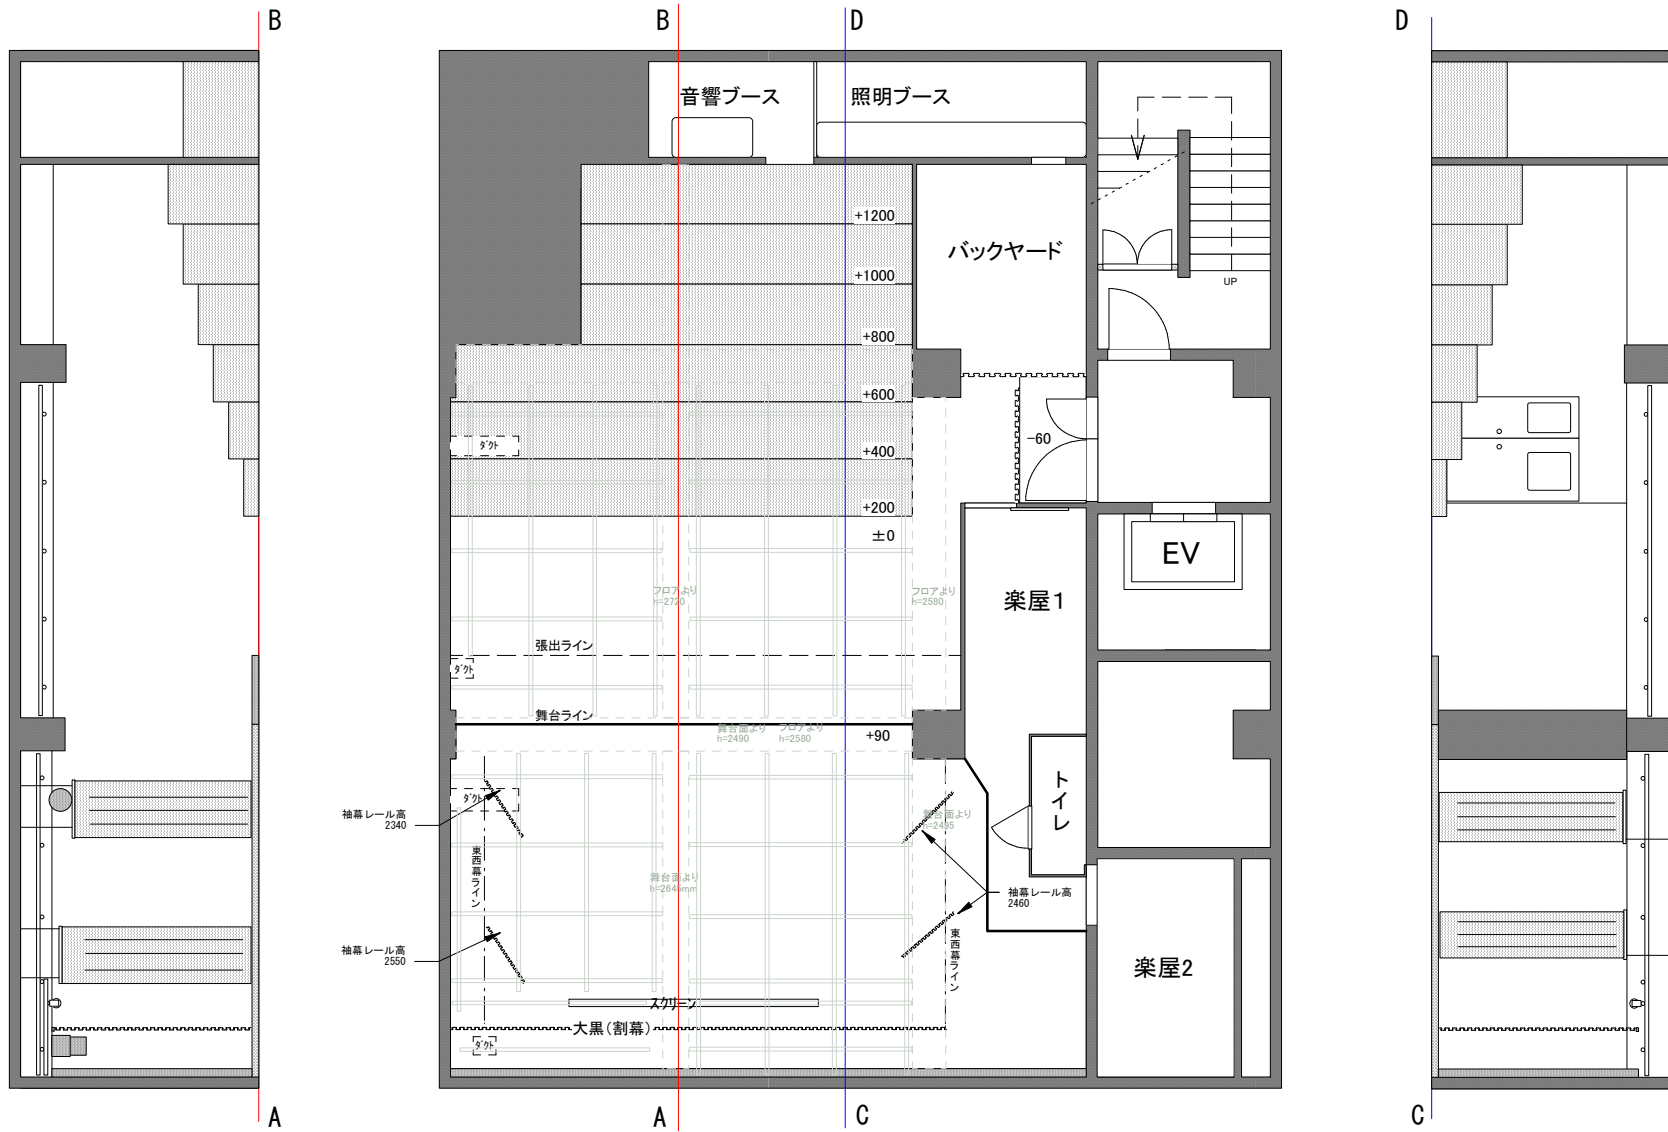 B
B
D
D
音響ブース
照明ブース
+1200
バックヤード
+1000
UP
+800
+600
-60
ダクト
+400
+200
±0
EV
フロアより
h=2720
フロアより
h=2580
楽屋1
張出ライン
ダクト
舞台ライン
舞台面より
h=2490
フロアより
h=2580
+90
トイレ
ダクト
袖幕レール高
2340
舞台面より
h=2495
東西幕ライン
舞台面より
h=2645mm
袖幕レール高
2460
東西幕ライン
袖幕レール高
2550
楽屋2
スクリーン
大黒(割幕)
ダクト
A
A
C
C